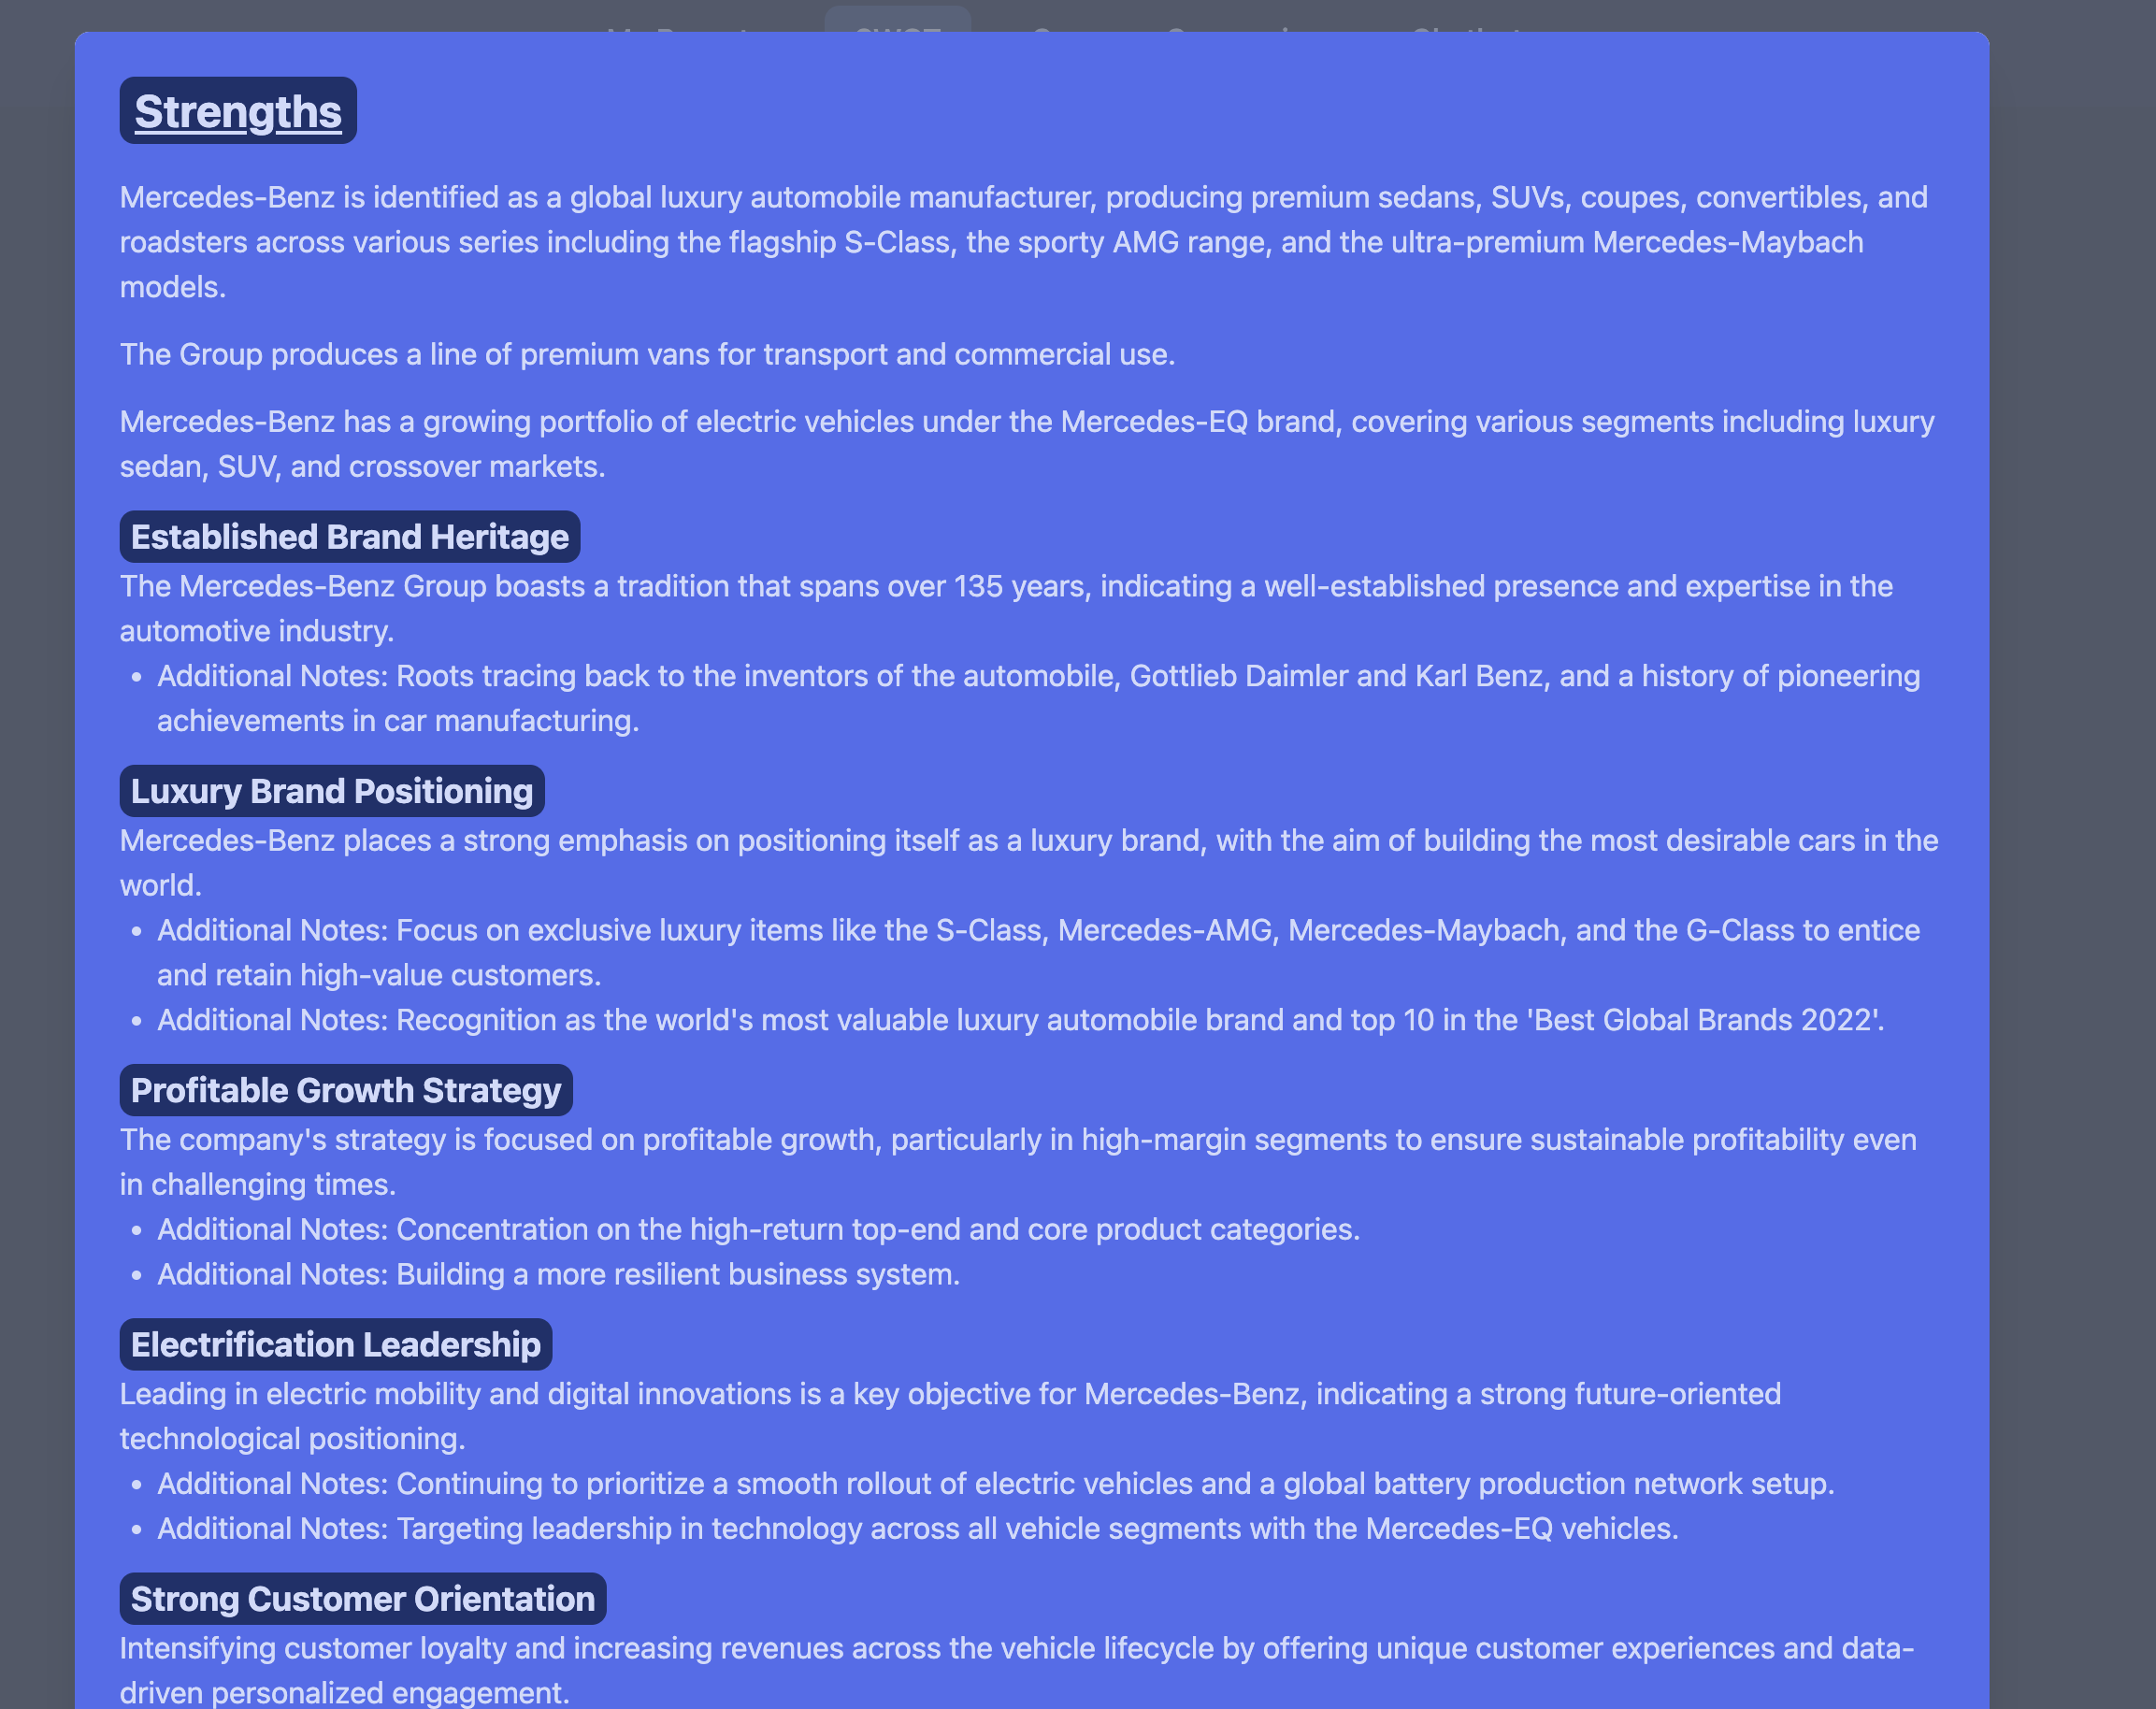 Strengths
Mercedes-Benz is identified as a global luxury automobile manufacturer, producing premium sedans, SUVs, coupes, convertibles, and
roadsters across various series including the flagship S-Class, the sporty AMG range, and the ultra-premium Mercedes-Maybach
models.
The Group produces a line of premium vans for transport and commercial use.
Mercedes-Benz has a growing portfolio of electric vehicles under the Mercedes-EQ brand, covering various segments including luxury
sedan, SUV, and crossover markets.
Established Brand Heritage
The Mercedes-Benz Group boasts a tradition that spans over 135 years, indicating a well-established presence and expertise in the
automotive industry.
• Additional Notes: Roots tracing back to the inventors of the automobile, Gottlieb Daimler and Karl Benz, and a history of pioneering
achievements in car manufacturing.
Luxury Brand Positioning
Mercedes-Benz places a strong emphasis on positioning itself as a luxury brand, with the aim of building the most desirable cars in the
world.
• Additional Notes: Focus on exclusive luxury items like the S-Class, Mercedes-AMG, Mercedes-Maybach, and the G-Class to entice
and retain high-value customers.
• Additional Notes: Recognition as the world's most valuable luxury automobile brand and top 10 in the 'Best Global Brands 2022'.
Profitable Growth Strategy
The company's strategy is focused on profitable growth, particularly in high-margin segments to ensure sustainable profitability even
in challenging times.
• Additional Notes: Concentration on the high-return top-end and core product categories.
• Additional Notes: Building a more resilient business system.
Electrification Leadership
Leading in electric mobility and digital innovations is a key objective for Mercedes-Benz, indicating a strong future-oriented
technological positioning.
• Additional Notes: Continuing to prioritize a smooth rollout of electric vehicles and a global battery production network setup.
• Additional Notes: Targeting leadership in technology across all vehicle segments with the Mercedes-EQ vehicles.
Strong Customer Orientation
Intensifying customer loyalty and increasing revenues across the vehicle lifecycle by offering unique customer experiences and data-
driven personalized engagement.